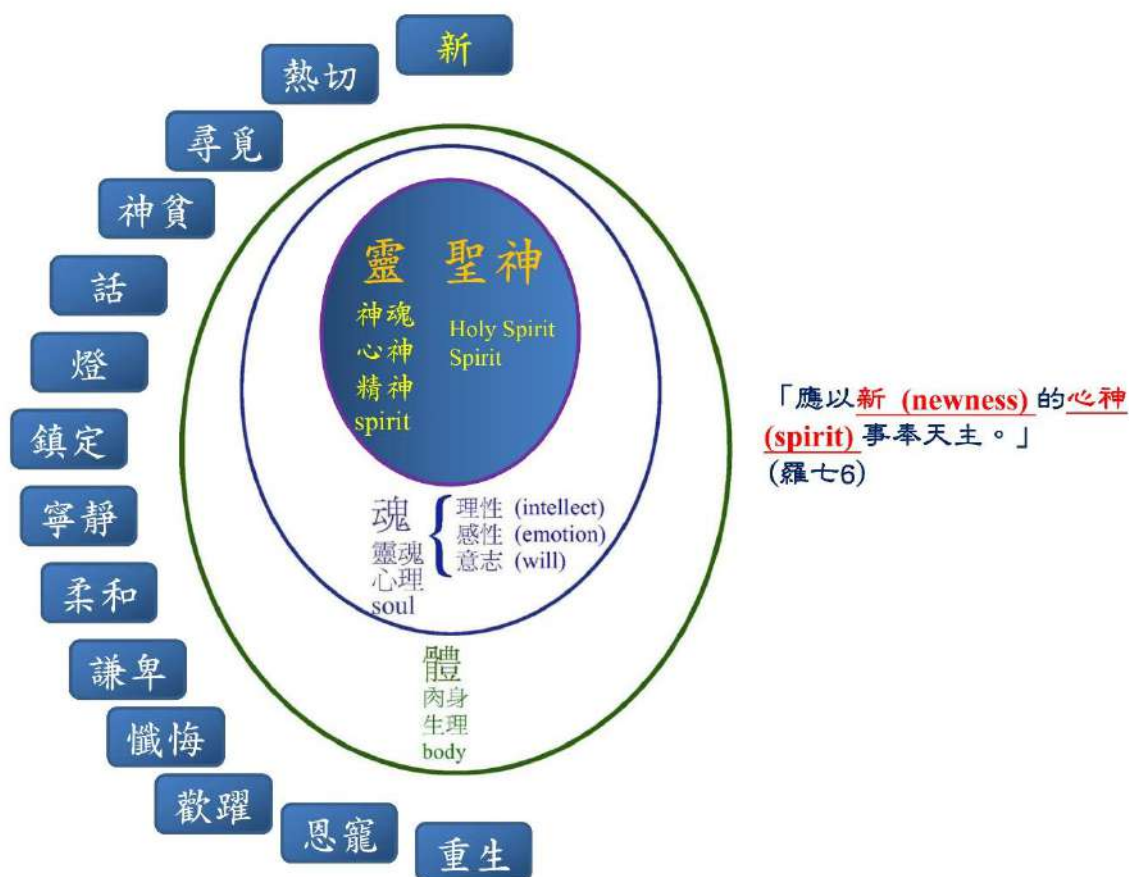 新
熱切
尋覓
神貧
話
燈
鎮定
寧靜
柔和
謙卑
懺悔
歡躍
恩寵
重生
靈 聖神
神魂
心神
精神
spirit
Holy Spirit
Spirit
魂
靈魂
心理
soul
理性 (intellect)
感性 (emotion)
意志 (will)
體
肉身
生理
body
「應以新 (newness) 的心神
(spirit) 事奉天主。」
(羅七6)